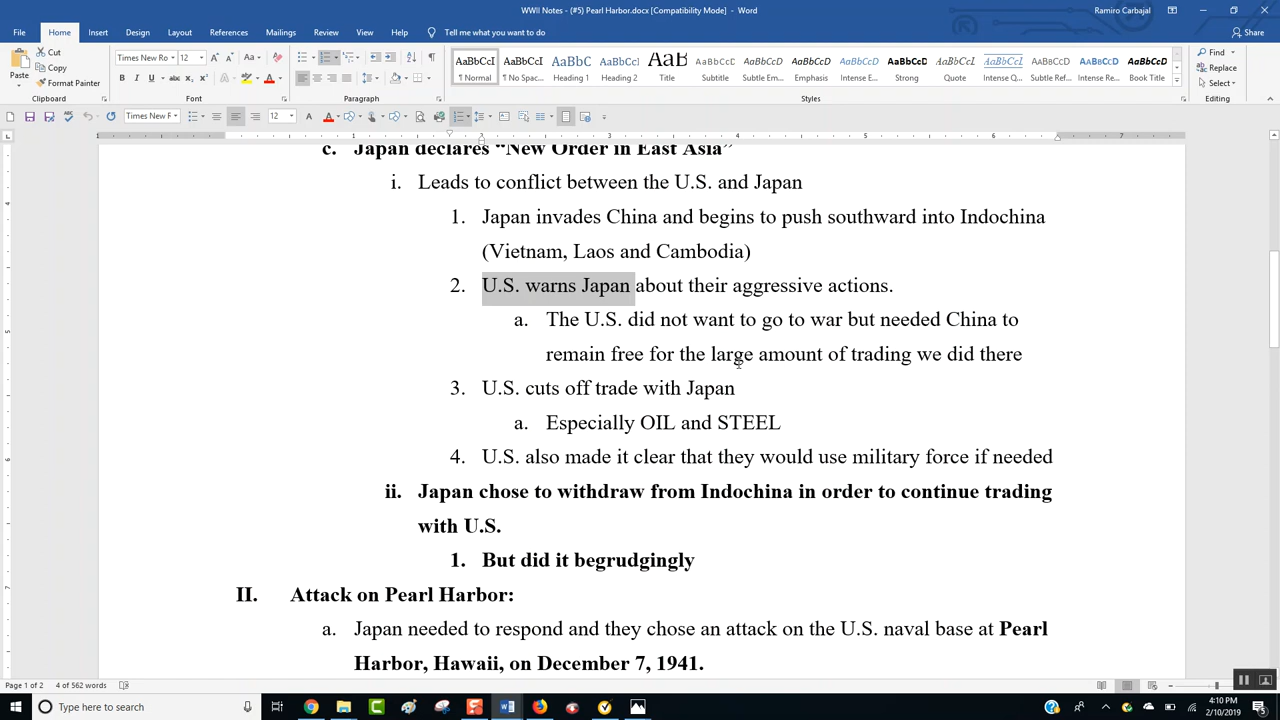 WWII Notes - (#5) Pearl Harbor.docx [Compatibility Mode] - Word
Ramiro Carbajal
File Home Insert Design Layout References Mailings Review View Help Tell me what you want to do
Share
Paste
Cut
Copy
Format Painter
Clipboard
Times New Ro 12
Font
Paragraph
AaBbCcI AaBbCcI AaBbC AaBbCcI AaB AaBbCcD AaBbCcD AaBbCcD AaBbCcD AaBbCcI AaBbCcI AaBbCcI AaBbCcD AaBbCcD AaBbCcD
¶ Normal ¶ No Spac... Heading 1 Heading 2 Title Subtitle Subtle Em... Emphasis Intense E... Strong Quote Intense Q... Subtle Ref... Intense Re... Book Title
Styles
Find
Replace
Select
Editing
Times New F 12
c. Japan declares “New Order in East Asia”
i. Leads to conflict between the U.S. and Japan
1. Japan invades China and begins to push southward into Indochina
(Vietnam, Laos and Cambodia)
2. U.S. warns Japan about their aggressive actions.
a. The U.S. did not want to go to war but needed China to
remain free for the large amount of trading we did there
3. U.S. cuts off trade with Japan
a. Especially OIL and STEEL
4. U.S. also made it clear that they would use military force if needed
ii. Japan chose to withdraw from Indochina in order to continue trading
with U.S.
1. But did it begrudgingly
II. Attack on Pearl Harbor:
a. Japan needed to respond and they chose an attack on the U.S. naval base at Pearl
Harbor, Hawaii, on December 7, 1941.
Page 1 of 2 4 of 562 words
Type here to search
4:10 PM
2/10/2019